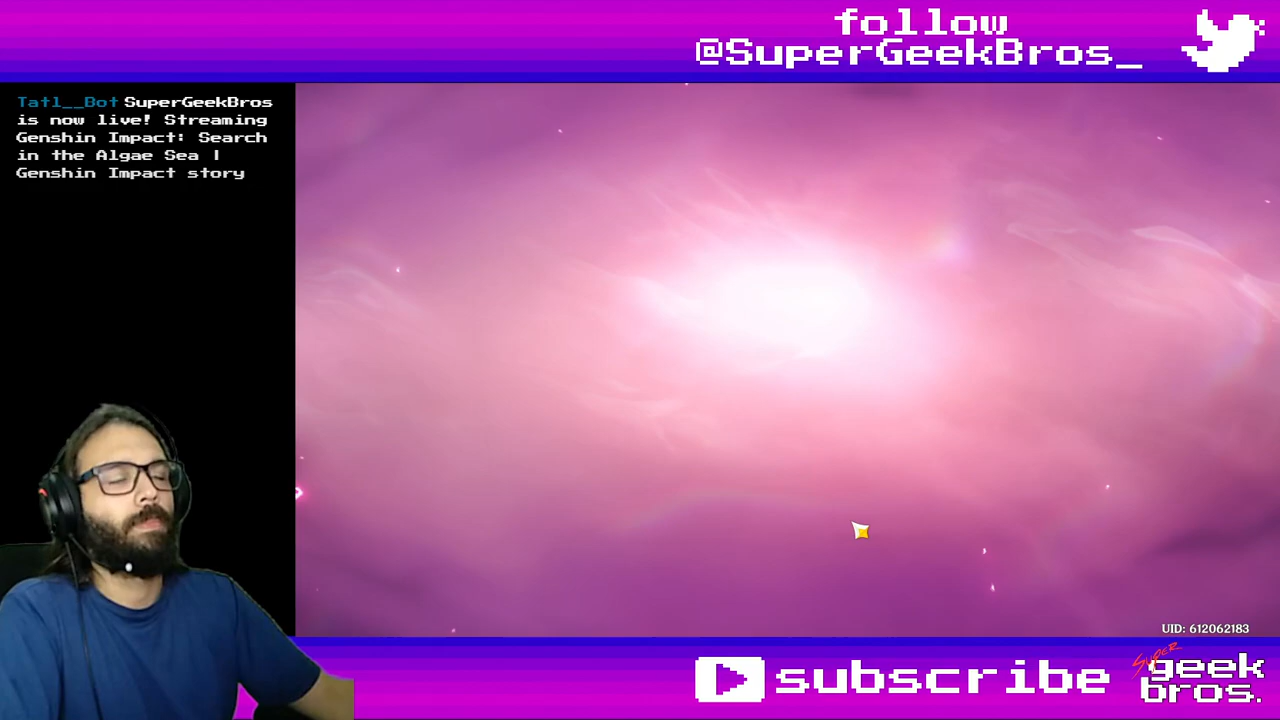 follow
@SuperGeekBros_
Tatl__Bot SuperGeekBros
is now live! Streaming
Genshin Impact: Search
in the Algae Sea |
Genshin Impact story
UID: 612062183
subscribe
SUPER
geek
bros.